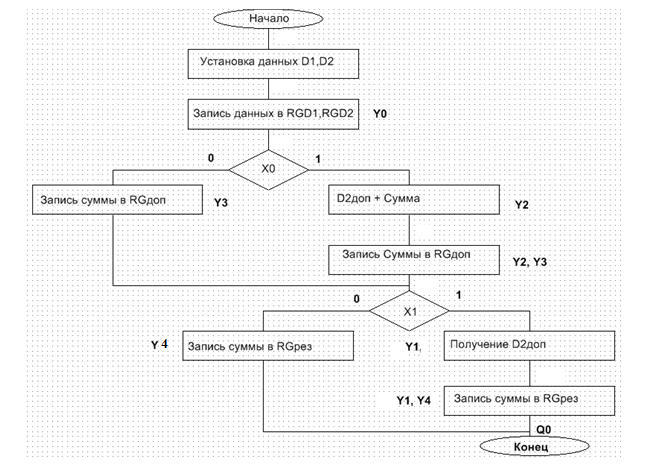 Начало
Установка данных D1,D2
Запись данных в RGD1,RGD2 Y0
0 1
X0
Запись суммы в RGдоп Y3
D2доп + Сумма Y2
Запись Суммы в RGдоп Y2, Y3
0 1
X1
Y 4 Запись суммы в RGрез
Y1, Получение D2доп
Y1, Y4 Запись суммы в RGрез
Q0
Конец